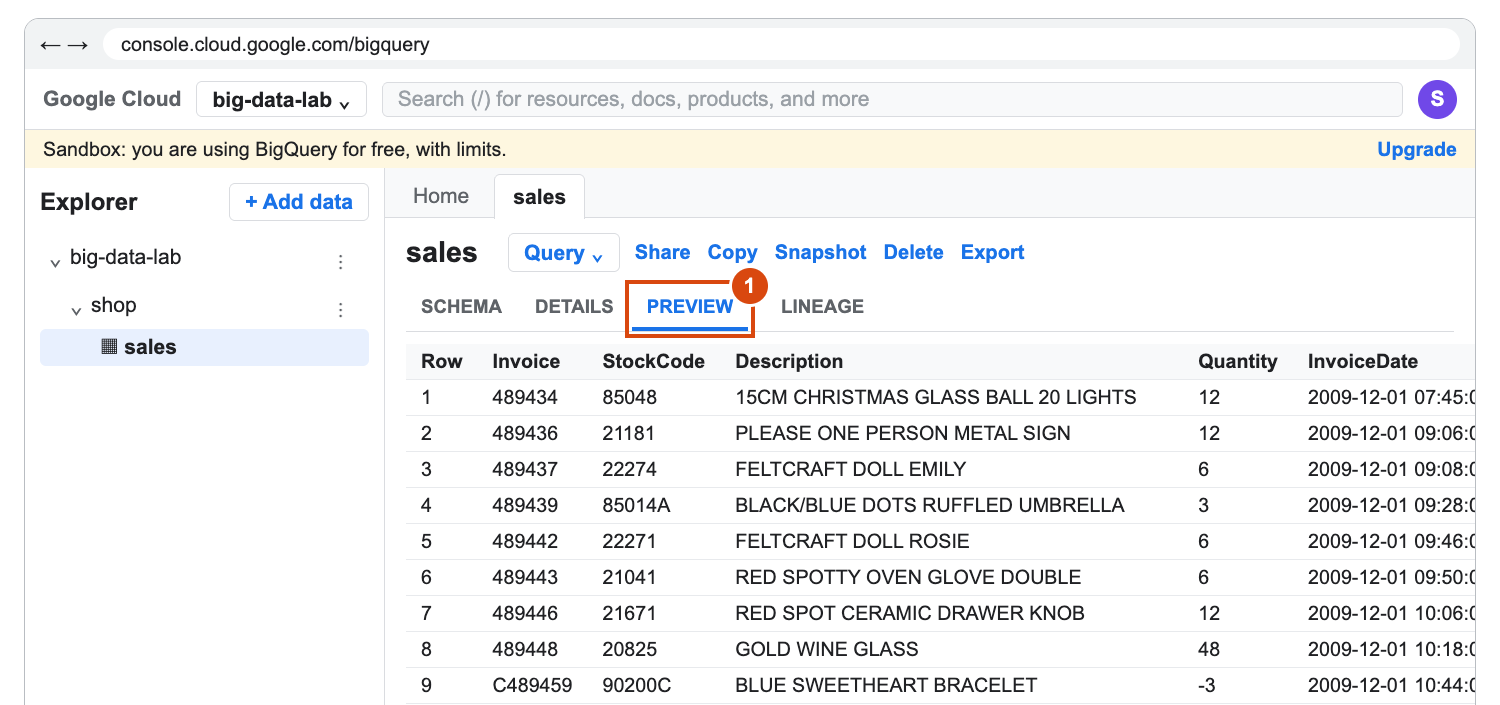 console.cloud.google.com/bigquery
Google Cloud big-data-lab Search (/) for resources, docs, products, and more S
Sandbox: you are using BigQuery for free, with limits. Upgrade
Explorer + Add data
Home sales
big-data-lab
shop
sales
sales Query Share Copy Snapshot Delete Export
1
SCHEMA DETAILS PREVIEW LINEAGE
Row Invoice StockCode Description Quantity InvoiceDate
1 489434 85048 15CM CHRISTMAS GLASS BALL 20 LIGHTS 12 2009-12-01 07:45:0
2 489436 21181 PLEASE ONE PERSON METAL SIGN 12 2009-12-01 09:06:0
3 489437 22274 FELTCRAFT DOLL EMILY 6 2009-12-01 09:08:0
4 489439 85014A BLACK/BLUE DOTS RUFFLED UMBRELLA 3 2009-12-01 09:28:0
5 489442 22271 FELTCRAFT DOLL ROSIE 6 2009-12-01 09:46:0
6 489443 21041 RED SPOTTY OVEN GLOVE DOUBLE 6 2009-12-01 09:50:0
7 489446 21671 RED SPOT CERAMIC DRAWER KNOB 12 2009-12-01 10:06:0
8 489448 20825 GOLD WINE GLASS 48 2009-12-01 10:18:0
9 C489459 90200C BLUE SWEETHEART BRACELET -3 2009-12-01 10:44:0